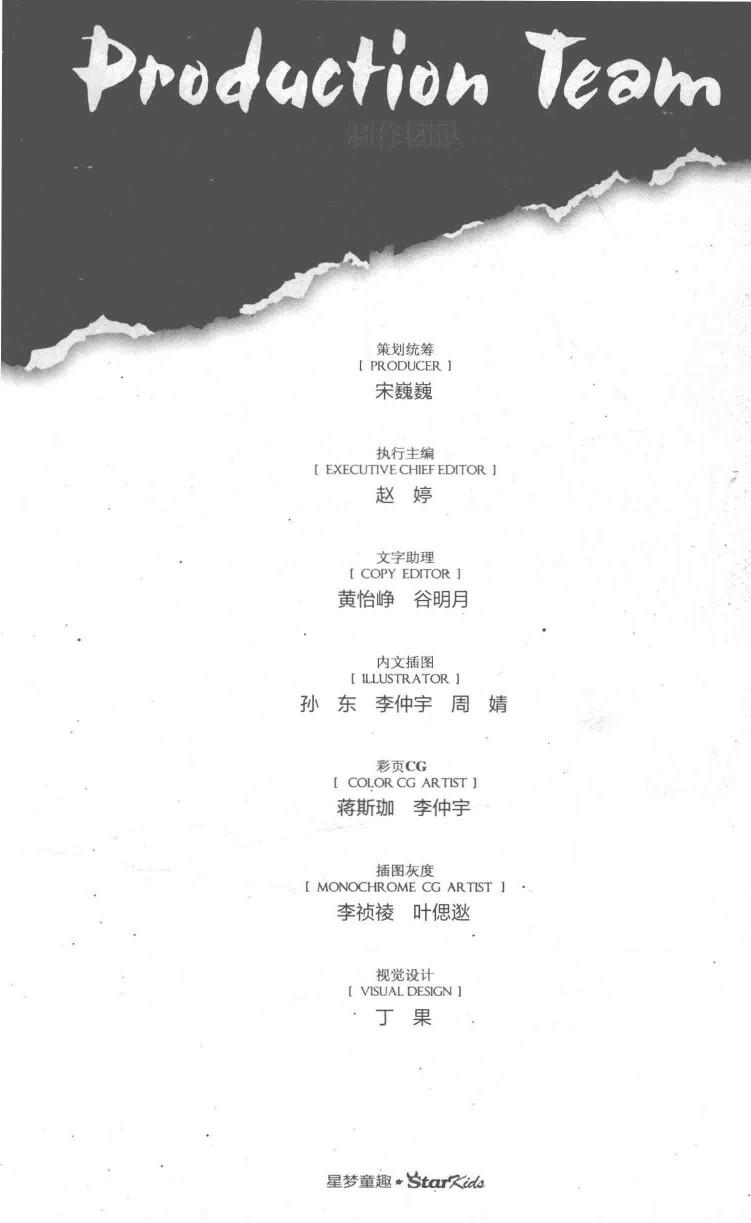 Production Team
制作团队
策划统筹
[ PRODUCER ]
宋巍巍
执行主编
[ EXECUTIVE CHIEF EDITOR ]
赵　婷
文字助理
[ COPY EDITOR ]
黄怡峥　谷明月
内文插图
[ ILLUSTRATOR ]
孙　东　李仲宇　周　婧
彩页CG
[ COLOR CG ARTIST ]
蒋斯珈　李仲宇
插图灰度
[ MONOCHROME CG ARTIST ]
李祯祾　叶偲逖
视觉设计
[ VISUAL DESIGN ]
丁　果
星梦童趣★StarKids